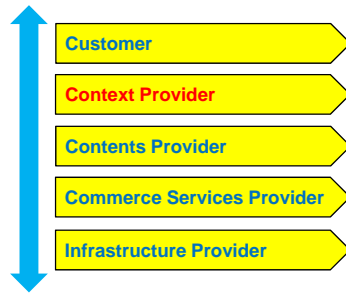 Customer
Context Provider
Contents Provider
Commerce Services Provider
Infrastructure Provider